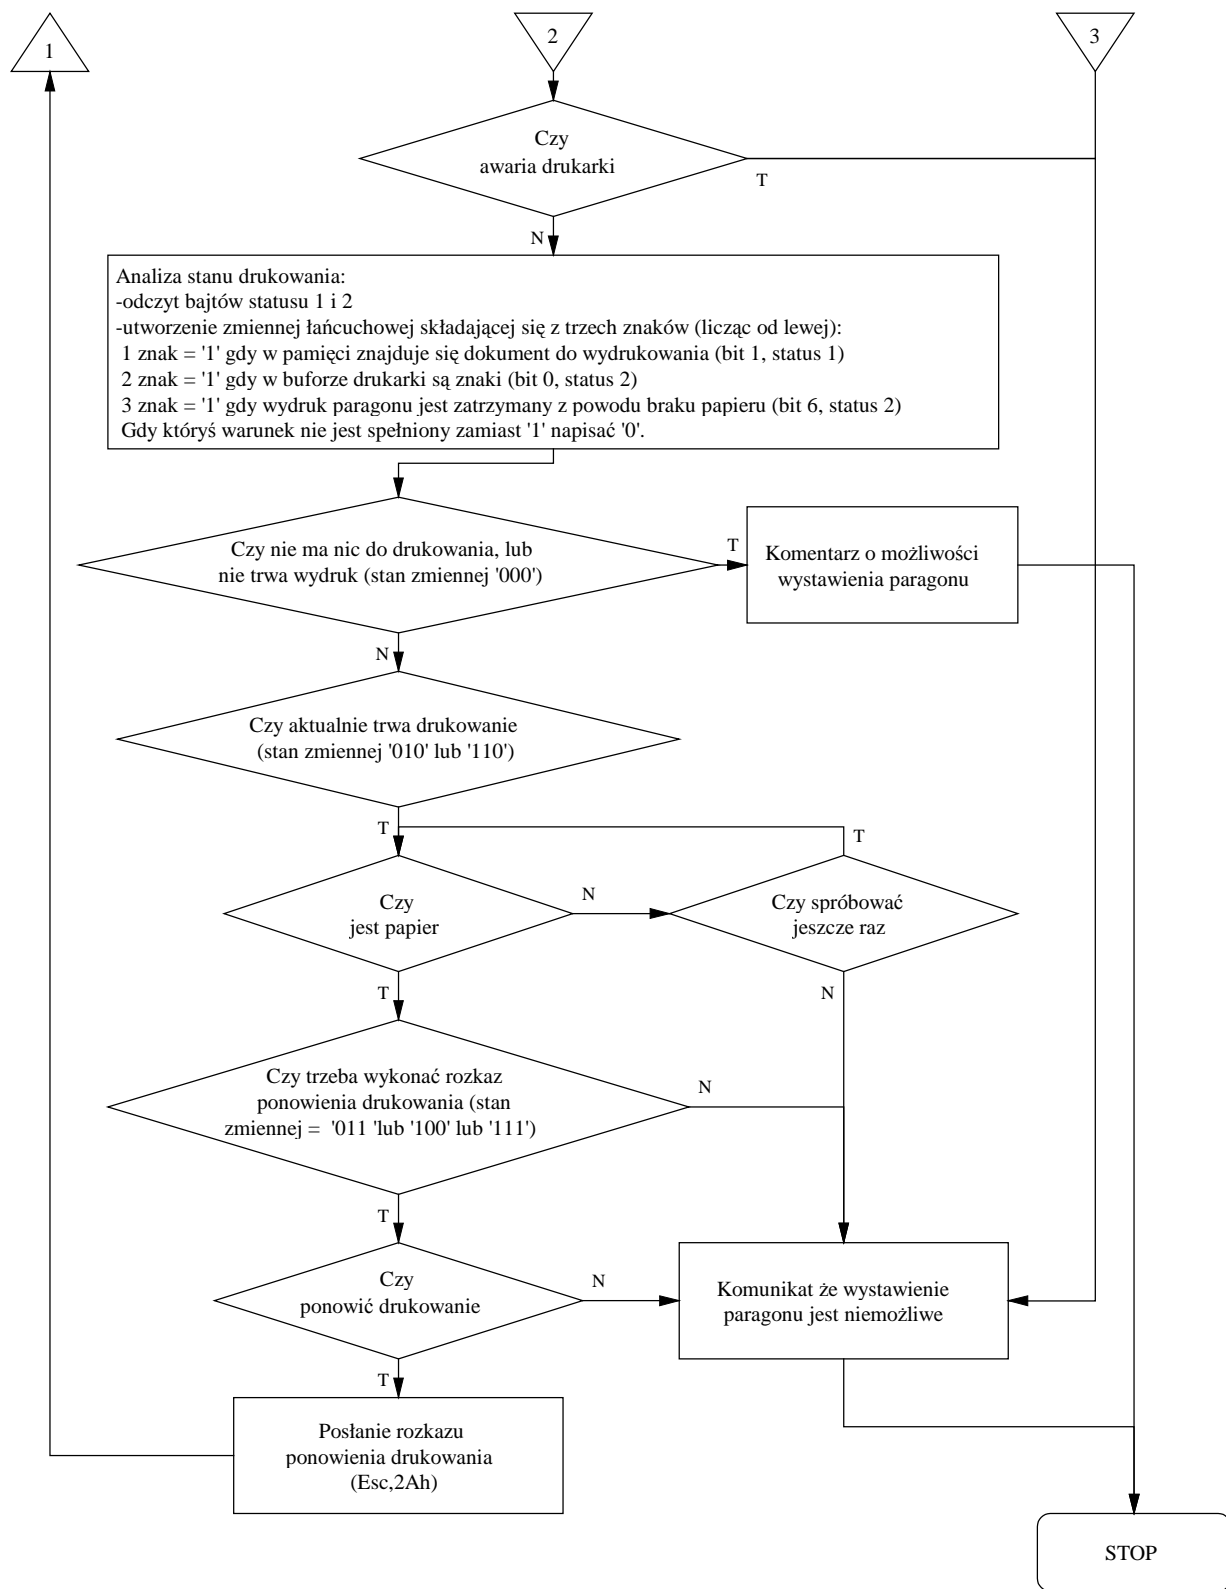 1
2
3
Czy
awaria drukarki
T
N
Analiza stanu drukowania:
-odczyt bajtów statusu 1 i 2
-utworzenie zmiennej łańcuchowej składającej się z trzech znaków (licząc od lewej):
1 znak = '1' gdy w pamięci znajduje się dokument do wydrukowania (bit 1, status 1)
2 znak = '1' gdy w buforze drukarki są znaki (bit 0, status 2)
3 znak = '1' gdy wydruk paragonu jest zatrzymany z powodu braku papieru (bit 6, status 2)
Gdy któryś warunek nie jest spełniony zamiast '1' napisać '0'.
Czy nie ma nic do drukowania, lub
nie trwa wydruk (stan zmiennej '000')
T
Komentarz o możliwości
wystawienia paragonu
N
Czy aktualnie trwa drukowanie
(stan zmiennej '010' lub '110')
T
T
Czy
jest papier
N
Czy spróbować
jeszcze raz
T
N
Czy trzeba wykonać rozkaz
ponowienia drukowania (stan
zmiennej = '011 'lub '100' lub '111')
N
T
Czy
ponowić drukowanie
N
Komunikat że wystawienie
paragonu jest niemożliwe
T
Posłanie rozkazu
ponowienia drukowania
(Esc,2Ah)
STOP